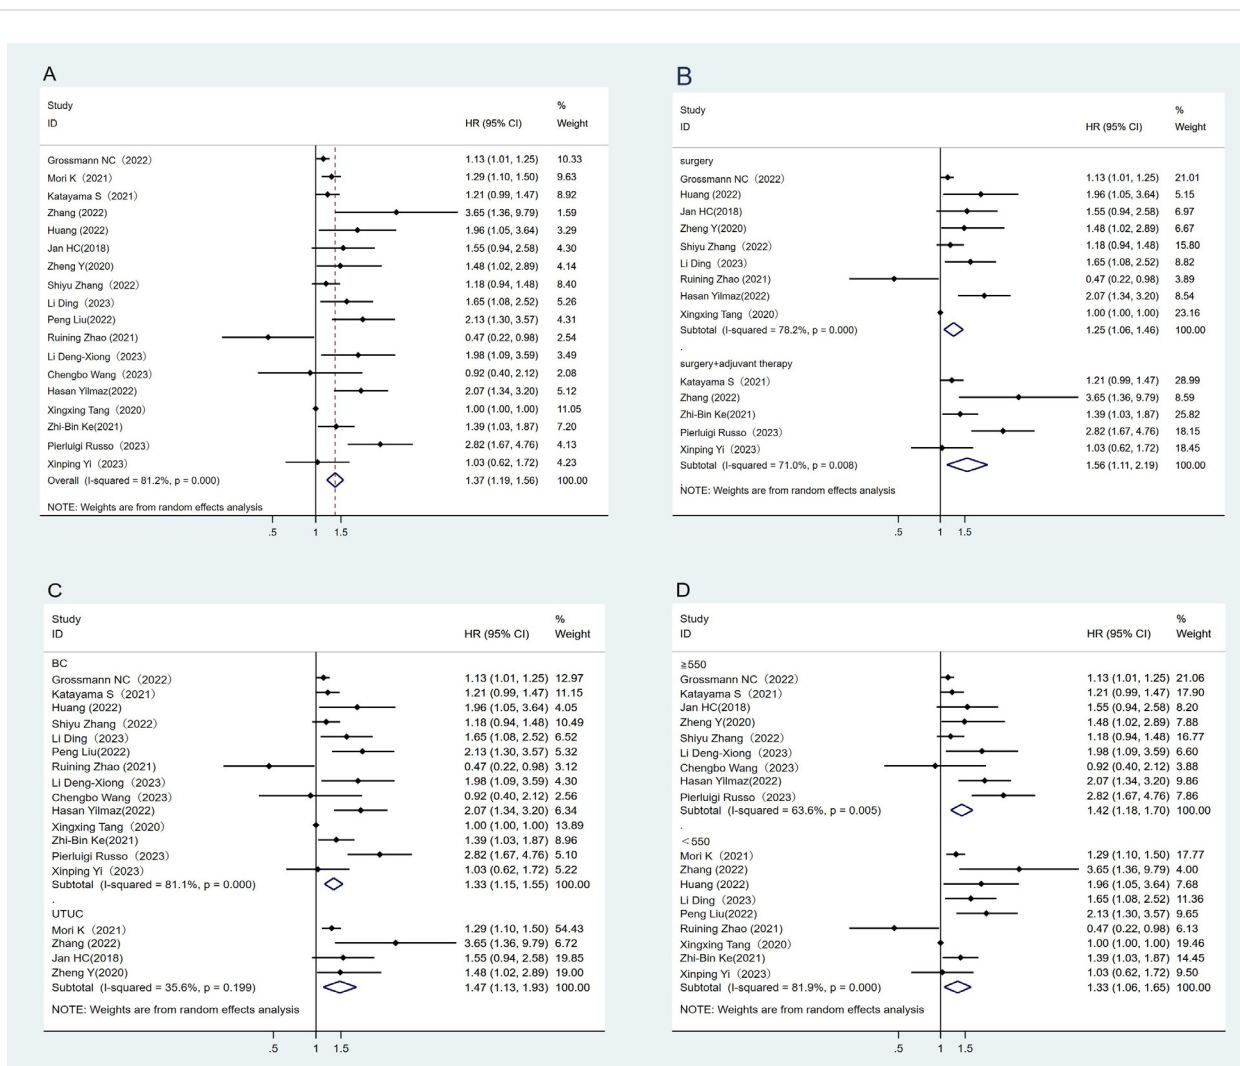 A
Study %
ID HR (95% CI) Weight
Grossmann NC（2022） 1.13 (1.01, 1.25) 10.33
Mori K（2021） 1.29 (1.10, 1.50) 9.63
Katayama S（2021） 1.21 (0.99, 1.47) 8.92
Zhang (2022) 3.65 (1.36, 9.79) 1.59
Huang (2022) 1.96 (1.05, 3.64) 3.29
Jan HC(2018) 1.55 (0.94, 2.58) 4.30
Zheng Y(2020) 1.48 (1.02, 2.89) 4.14
Shiyu Zhang（2022） 1.18 (0.94, 1.48) 8.40
Li Ding（2023） 1.65 (1.08, 2.52) 5.26
Peng Liu(2022) 2.13 (1.30, 3.57) 4.31
Ruining Zhao (2021) 0.47 (0.22, 0.98) 2.54
Li Deng-Xiong（2023） 1.98 (1.09, 3.59) 3.49
Chengbo Wang（2023） 0.92 (0.40, 2.12) 2.08
Hasan Yilmaz(2022) 2.07 (1.34, 3.20) 5.12
Xingxing Tang（2020） 1.00 (1.00, 1.00) 11.05
Zhi-Bin Ke(2021) 1.39 (1.03, 1.87) 7.20
Pierluigi Russo（2023） 2.82 (1.67, 4.76) 4.13
Xinping Yi（2023） 1.03 (0.62, 1.72) 4.23
Overall (I-squared = 81.2%, p = 0.000) 1.37 (1.19, 1.56) 100.00
NOTE: Weights are from random effects analysis
.5 1 1.5
B
Study %
ID HR (95% CI) Weight
surgery
Grossmann NC（2022） 1.13 (1.01, 1.25) 21.01
Huang (2022) 1.96 (1.05, 3.64) 5.15
Jan HC(2018) 1.55 (0.94, 2.58) 6.97
Zheng Y(2020) 1.48 (1.02, 2.89) 6.67
Shiyu Zhang（2022） 1.18 (0.94, 1.48) 15.80
Li Ding（2023） 1.65 (1.08, 2.52) 8.82
Ruining Zhao (2021) 0.47 (0.22, 0.98) 3.89
Hasan Yilmaz(2022) 2.07 (1.34, 3.20) 8.54
Xingxing Tang（2020） 1.00 (1.00, 1.00) 23.16
Subtotal (I-squared = 78.2%, p = 0.000) 1.25 (1.06, 1.46) 100.00
.
surgery+adjuvant therapy
Katayama S（2021） 1.21 (0.99, 1.47) 28.99
Zhang (2022) 3.65 (1.36, 9.79) 8.59
Zhi-Bin Ke(2021) 1.39 (1.03, 1.87) 25.82
Pierluigi Russo（2023） 2.82 (1.67, 4.76) 18.15
Xinping Yi（2023） 1.03 (0.62, 1.72) 18.45
Subtotal (I-squared = 71.0%, p = 0.008) 1.56 (1.11, 2.19) 100.00
.
NOTE: Weights are from random effects analysis
.5 1 1.5
C
Study %
ID HR (95% CI) Weight
BC
Grossmann NC（2022） 1.13 (1.01, 1.25) 12.97
Katayama S（2021） 1.21 (0.99, 1.47) 11.15
Huang (2022) 1.96 (1.05, 3.64) 4.05
Shiyu Zhang（2022） 1.18 (0.94, 1.48) 10.49
Li Ding（2023） 1.65 (1.08, 2.52) 6.52
Peng Liu(2022) 2.13 (1.30, 3.57) 5.32
Ruining Zhao (2021) 0.47 (0.22, 0.98) 3.12
Li Deng-Xiong（2023） 1.98 (1.09, 3.59) 4.30
Chengbo Wang（2023） 0.92 (0.40, 2.12) 2.56
Hasan Yilmaz(2022) 2.07 (1.34, 3.20) 6.34
Xingxing Tang（2020） 1.00 (1.00, 1.00) 13.89
Zhi-Bin Ke(2021) 1.39 (1.03, 1.87) 8.96
Pierluigi Russo（2023） 2.82 (1.67, 4.76) 5.10
Xinping Yi（2023） 1.03 (0.62, 1.72) 5.22
Subtotal (I-squared = 81.1%, p = 0.000) 1.33 (1.15, 1.55) 100.00
.
UTUC
Mori K（2021） 1.29 (1.10, 1.50) 54.43
Zhang (2022) 3.65 (1.36, 9.79) 6.72
Jan HC(2018) 1.55 (0.94, 2.58) 19.85
Zheng Y(2020) 1.48 (1.02, 2.89) 19.00
Subtotal (I-squared = 35.6%, p = 0.199) 1.47 (1.13, 1.93) 100.00
NOTE: Weights are from random effects analysis
.5 1 1.5
D
Study %
ID HR (95% CI) Weight
≥550
Grossmann NC（2022） 1.13 (1.01, 1.25) 21.06
Katayama S（2021） 1.21 (0.99, 1.47) 17.90
Jan HC(2018) 1.55 (0.94, 2.58) 8.20
Zheng Y(2020) 1.48 (1.02, 2.89) 7.88
Shiyu Zhang（2022） 1.18 (0.94, 1.48) 16.77
Li Deng-Xiong（2023） 1.98 (1.09, 3.59) 6.60
Chengbo Wang（2023） 0.92 (0.40, 2.12) 3.88
Hasan Yilmaz(2022) 2.07 (1.34, 3.20) 9.86
Pierluigi Russo（2023） 2.82 (1.67, 4.76) 7.86
Subtotal (I-squared = 63.6%, p = 0.005) 1.42 (1.18, 1.70) 100.00
.
＜550
Mori K（2021） 1.29 (1.10, 1.50) 17.77
Zhang (2022) 3.65 (1.36, 9.79) 4.00
Huang (2022) 1.96 (1.05, 3.64) 7.68
Li Ding（2023） 1.65 (1.08, 2.52) 11.36
Peng Liu(2022) 2.13 (1.30, 3.57) 9.65
Ruining Zhao (2021) 0.47 (0.22, 0.98) 6.13
Xingxing Tang（2020） 1.00 (1.00, 1.00) 19.46
Zhi-Bin Ke(2021) 1.39 (1.03, 1.87) 14.45
Xinping Yi（2023） 1.03 (0.62, 1.72) 9.50
Subtotal (I-squared = 81.9%, p = 0.000) 1.33 (1.06, 1.65) 100.00
NOTE: Weights are from random effects analysis
.5 1 1.5